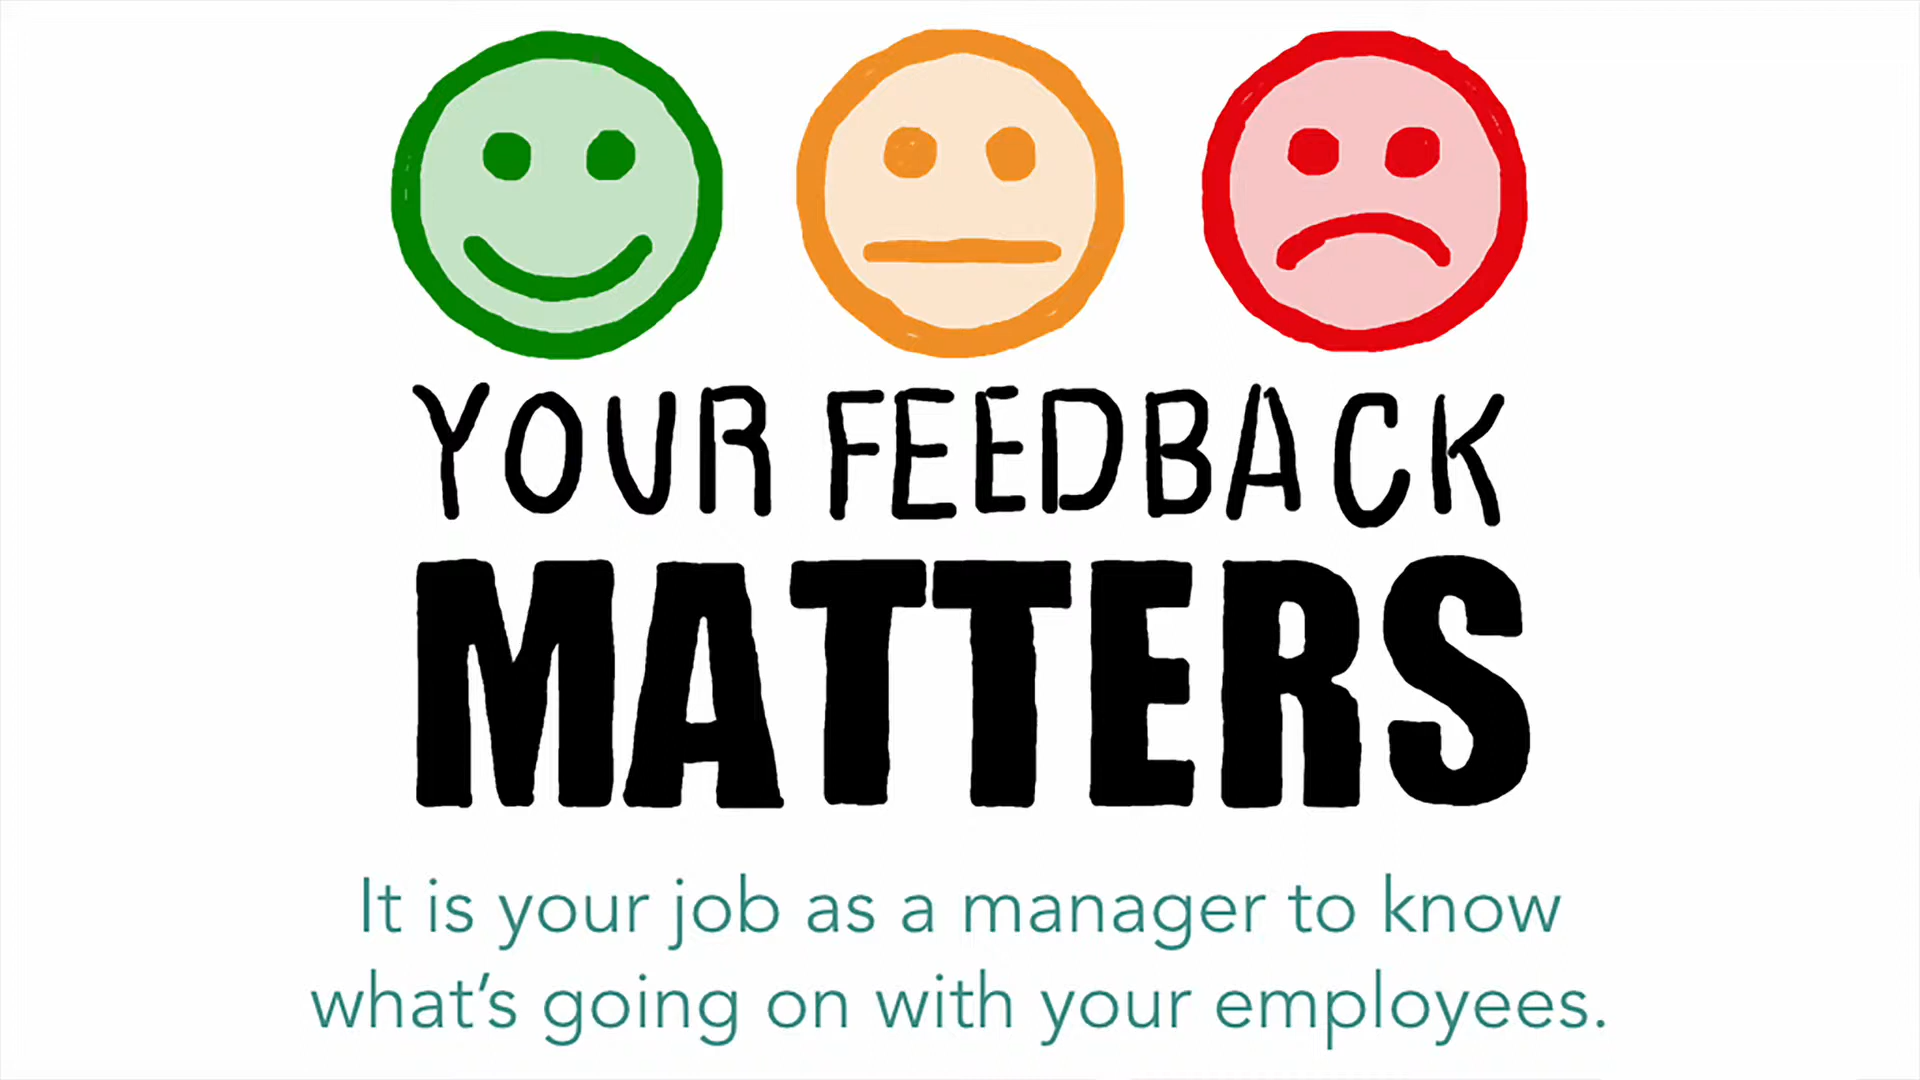 YOUR FEEDBACK
MATTERS
It is your job as a manager to know
what’s going on with your employees.